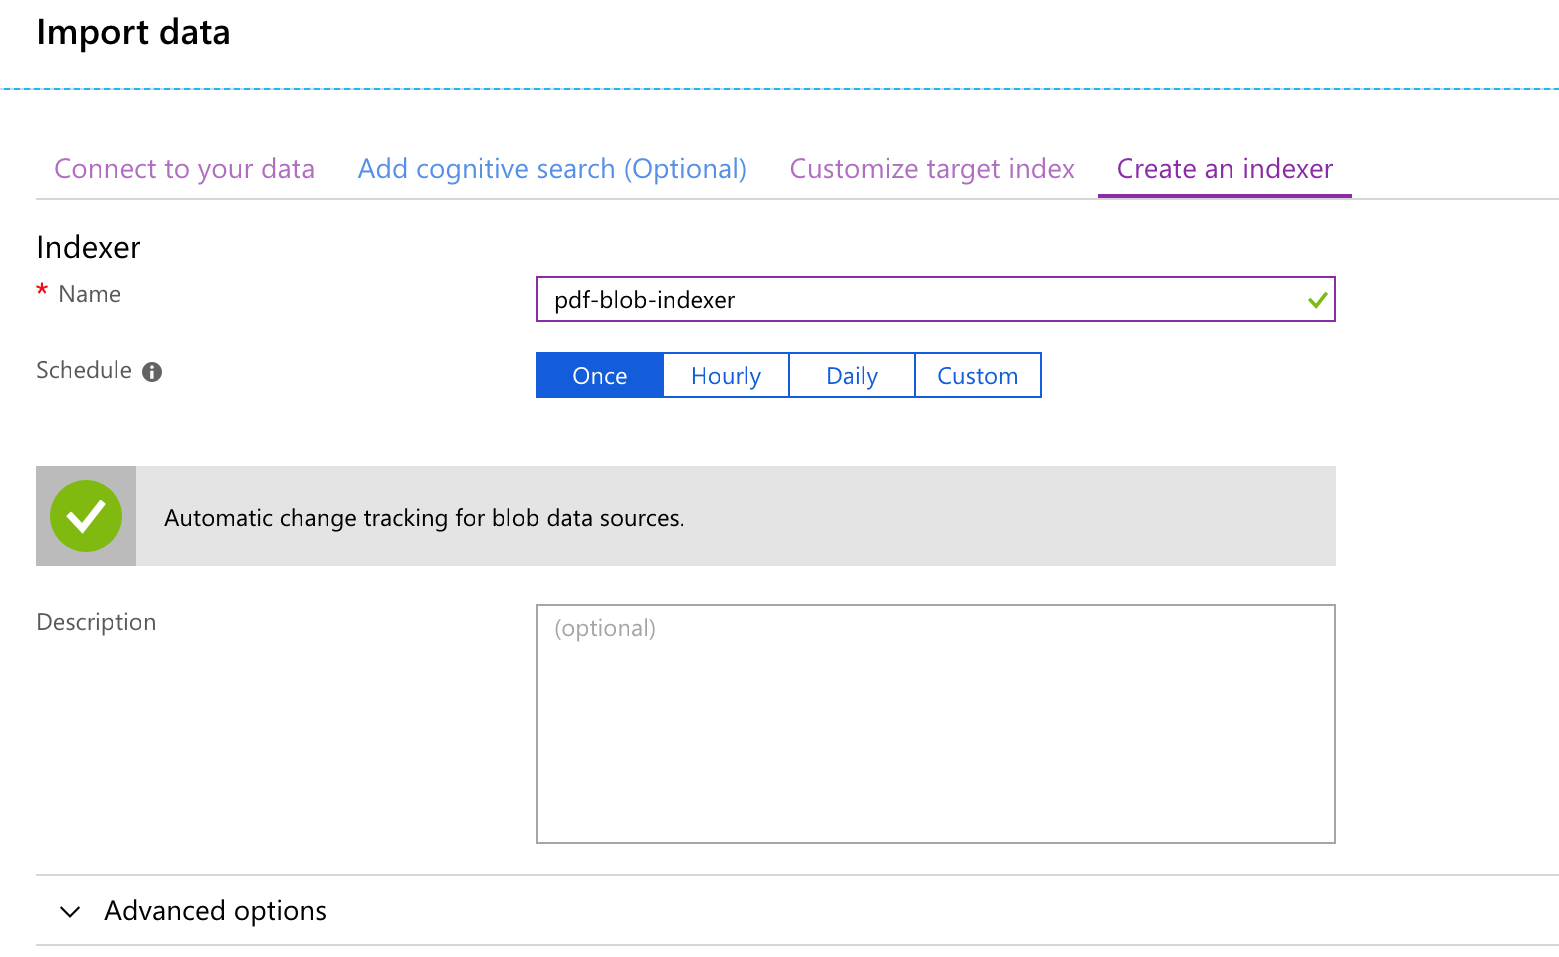 Import data
Connect to your data Add cognitive search (Optional) Customize target index Create an indexer
Indexer
* Name
pdf-blob-indexer
Schedule
Once Hourly Daily Custom
Automatic change tracking for blob data sources.
Description
(optional)
Advanced options